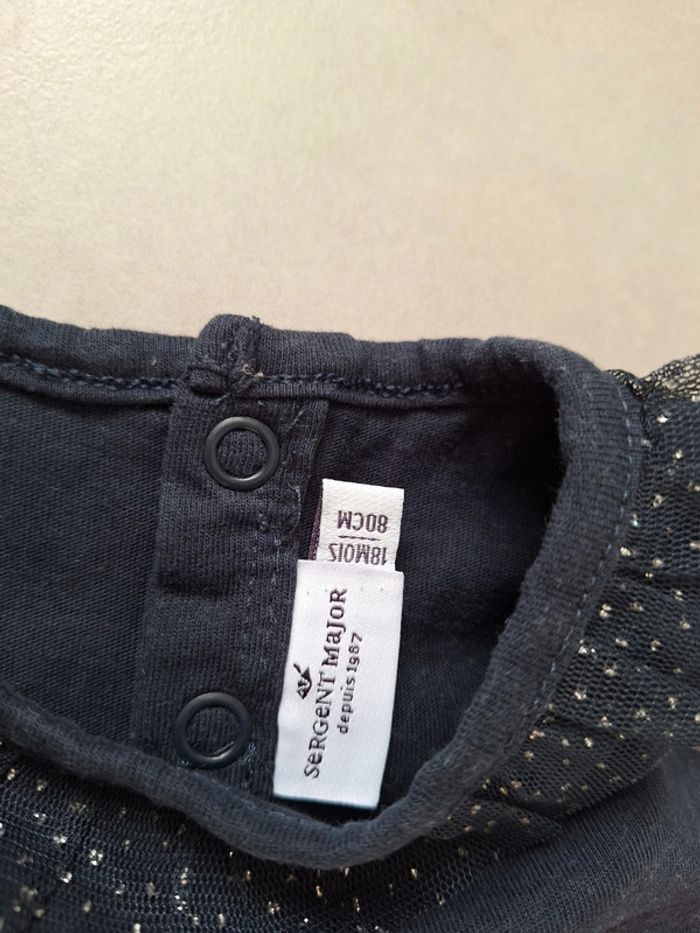 SeRGeNT MaJoR
depuis 1987
18MOIS
80CM